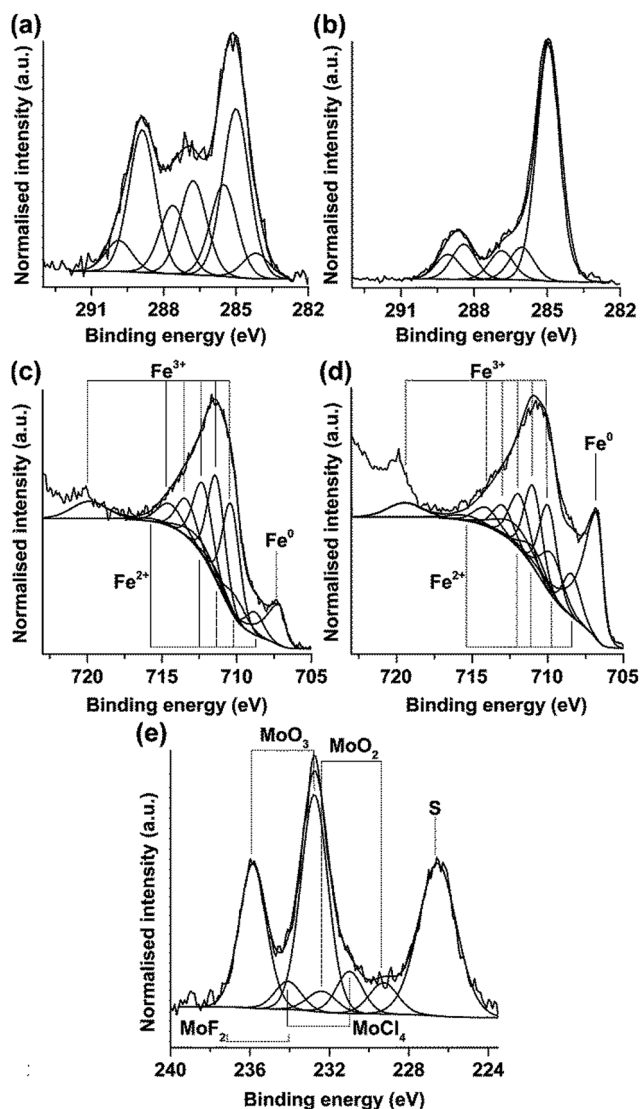 (a)
Normalised intensity (a.u.)
291 288 285 282
Binding energy (eV)
(b)
Normalised intensity (a.u.)
291 288 285 282
Binding energy (eV)
(c)
Fe³⁺
Fe⁰
Fe²⁺
Normalised intensity (a.u.)
720 715 710 705
Binding energy (eV)
(d)
Fe³⁺
Fe⁰
Fe²⁺
Normalised intensity (a.u.)
720 715 710 705
Binding energy (eV)
(e)
MoO₃
MoO₂
S
MoF₂
MoCl₄
Normalised intensity (a.u.)
240 236 232 228 224
Binding energy (eV)